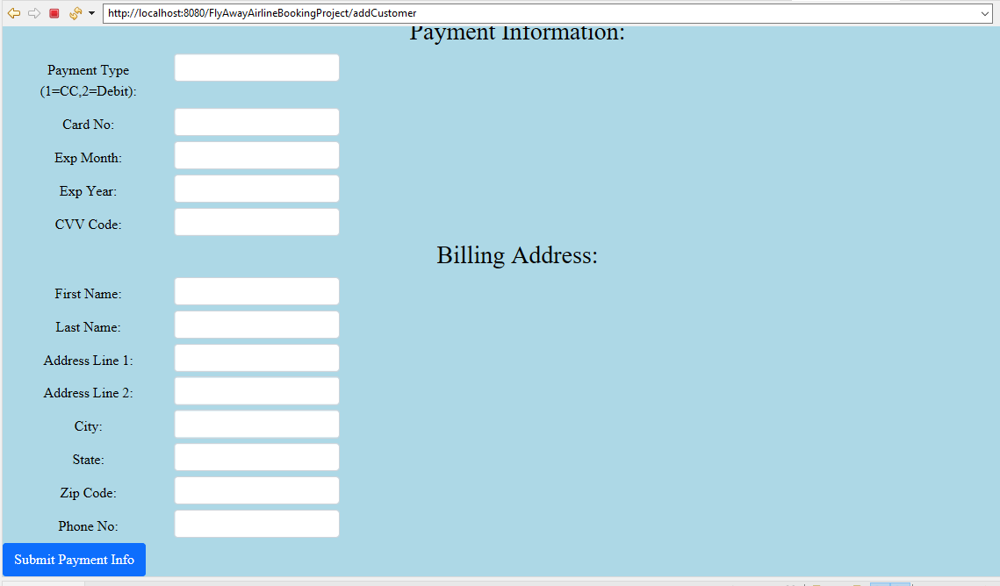 http://localhost:8080/FlyAwayAirlineBookingProject/addCustomer
Payment Information:
Payment Type
(1=CC,2=Debit):
Card No:
Exp Month:
Exp Year:
CVV Code:
Billing Address:
First Name:
Last Name:
Address Line 1:
Address Line 2:
City:
State:
Zip Code:
Phone No:
Submit Payment Info